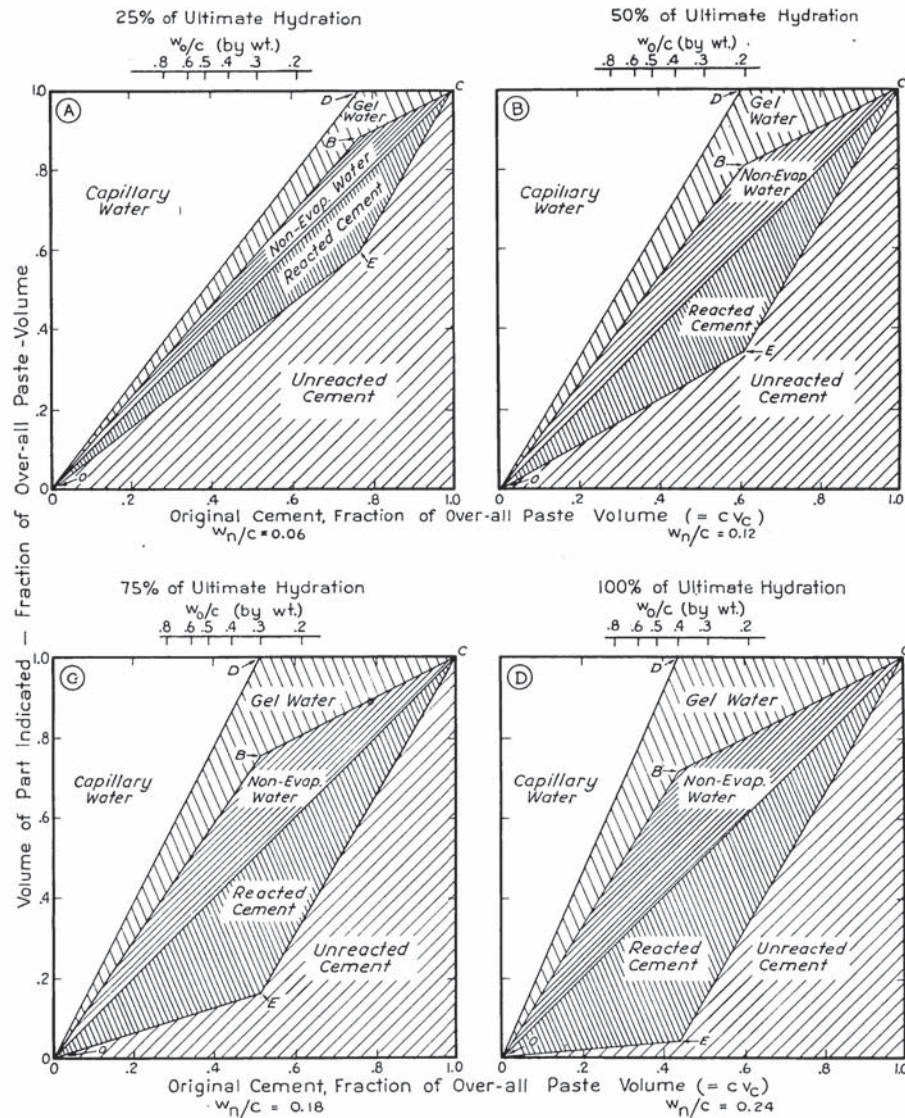 25% of Ultimate Hydration
w₀/c (by wt.)
.8 .6 .5 .4 .3 .2
50% of Ultimate Hydration
w₀/c (by wt.)
.8 .6 .5 .4 .3 .2
Volume of Part Indicated — Fraction of Over-all Paste-Volume
1.0
.8
.6
.4
.2
0
A
D
C
Gel
Water
B
Capillary
Water
Non-Evap. Water
Reacted Cement
E
Unreacted
Cement
O
0 .2 .4 .6 .8 1.0
B
D
C
Gel
Water
B
Capillary
Water
Non-Evap.
Water
Reacted
Cement
E
Unreacted
Cement
O
0 .2 .4 .6 .8 1.0
Original Cement, Fraction of Over-all Paste Volume (= c v_c)
w_n/c = 0.06
w_n/c = 0.12
75% of Ultimate Hydration
w₀/c (by wt.)
.8 .6 .5 .4 .3 .2
100% of Ultimate Hydration
w₀/c (by wt.)
.8 .6 .5 .4 .3 .2
1.0
.8
.6
.4
.2
0
C
D
C
Gel Water
B
Capillary
Water
Non-Evap.
Water
Reacted
Cement
Unreacted
Cement
E
O
0 .2 .4 .6 .8 1.0
D
D
C
Gel Water
B
Capillary
Water
Non-Evap.
Water
Reacted
Cement
Unreacted
Cement
E
O
0 .2 .4 .6 .8 1.0
Original Cement, Fraction of Over-all Paste Volume (= c v_c)
w_n/c = 0.18
w_n/c = 0.24